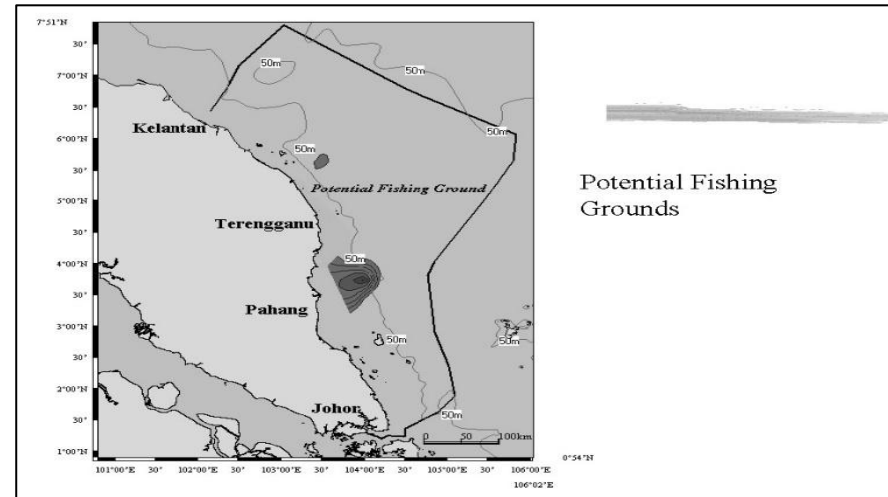 7°51"N
30"
50m
7°00"N
50m
30"
50m
Kelantan
6°00"N
50m
30"
Potential Fishing Ground
5°00"N
Terengganu
30"
4°00"N
50m
30"
Pahang
3°00"N
50m
50m
30"
2°00"N
Johor
50m
30"
0 50 100km
1°00"N
0°54"N
101°00"E 30" 102°00"E 30" 103°00"E 30" 104°00"E 30" 105°00"E 30" 106°00"E
106°02"E
Potential Fishing
Grounds